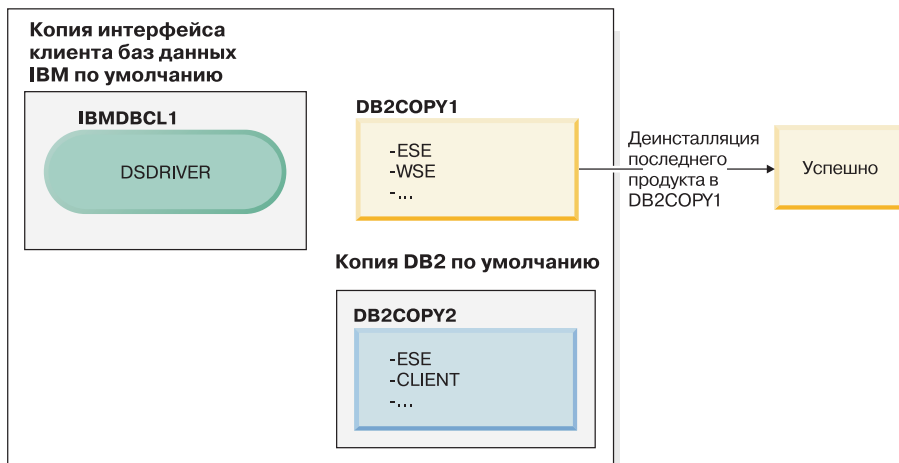 Копия интерфейса
клиента баз данных
IBM по умолчанию
IBMDBCL1
DSDRIVER
DB2COPY1
-ESE
-WSE
-...
Деинсталляция
последнего
продукта в
DB2COPY1
Успешно
Копия DB2 по умолчанию
DB2COPY2
-ESE
-CLIENT
-...